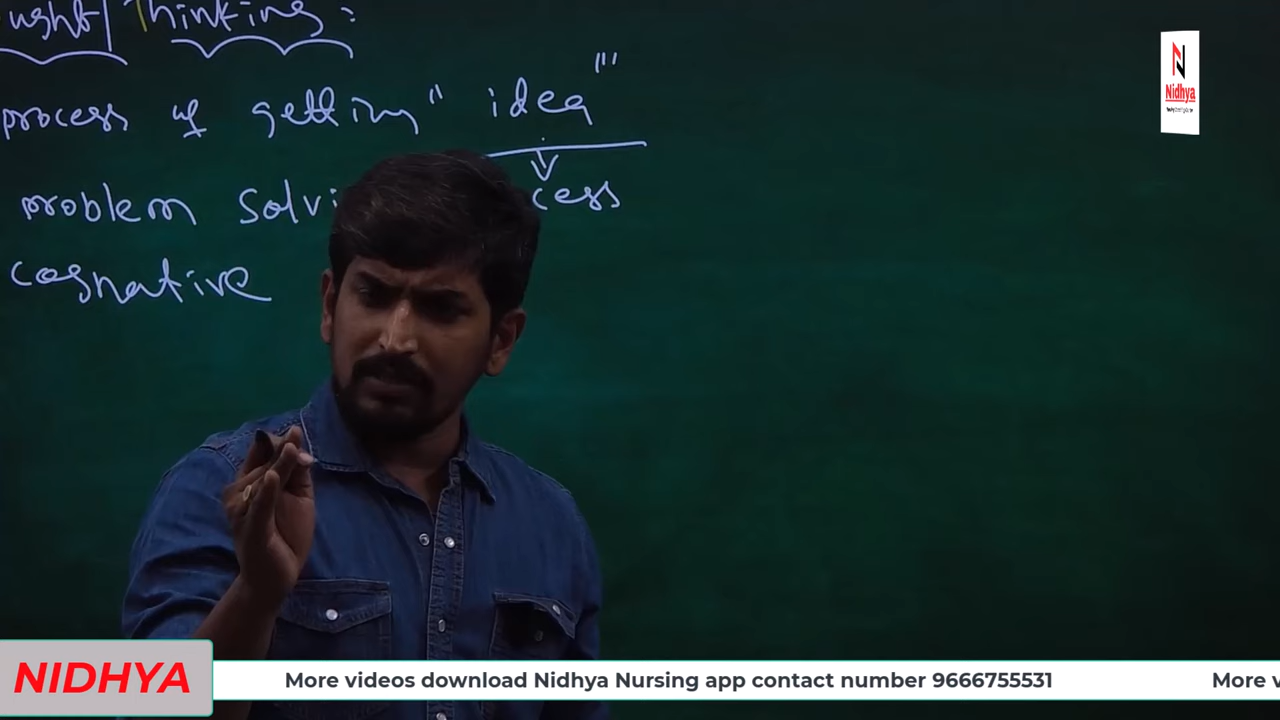 ught/Thinking:
process of getting " idea "'
problem solvi cess
cognative
N
Nidhya
NIDHYA
More videos download Nidhya Nursing app contact number 9666755531
More v